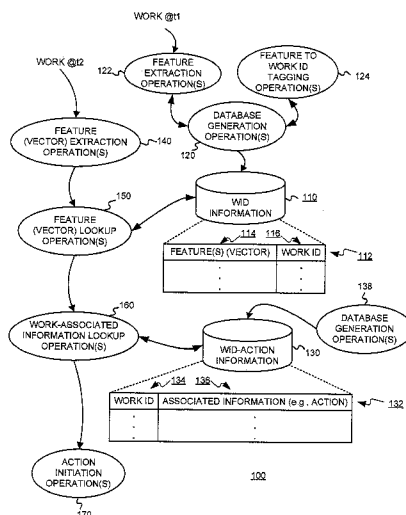 WORK @t1
WORK @t2
122
FEATURE
EXTRACTION
OPERATION(S)
FEATURE TO
WORK ID
TAGGING
OPERATION(S)
124
DATABASE
GENERATION
OPERATION(S)
120
FEATURE
(VECTOR) EXTRACTION
OPERATION(S)
140
150
FEATURE
(VECTOR) LOOKUP
OPERATION(S)
WID
INFORMATION
110
114
116
FEATURE(S) (VECTOR)
WORK ID
112
160
WORK-ASSOCIATED
INFORMATION LOOKUP
OPERATION(S)
138
DATABASE
GENERATION
OPERATION(S)
WID-ACTION
INFORMATION
130
134
136
WORK ID
ASSOCIATED INFORMATION (e.g., ACTION)
132
ACTION
INITIATION
OPERATION(S)
170
100